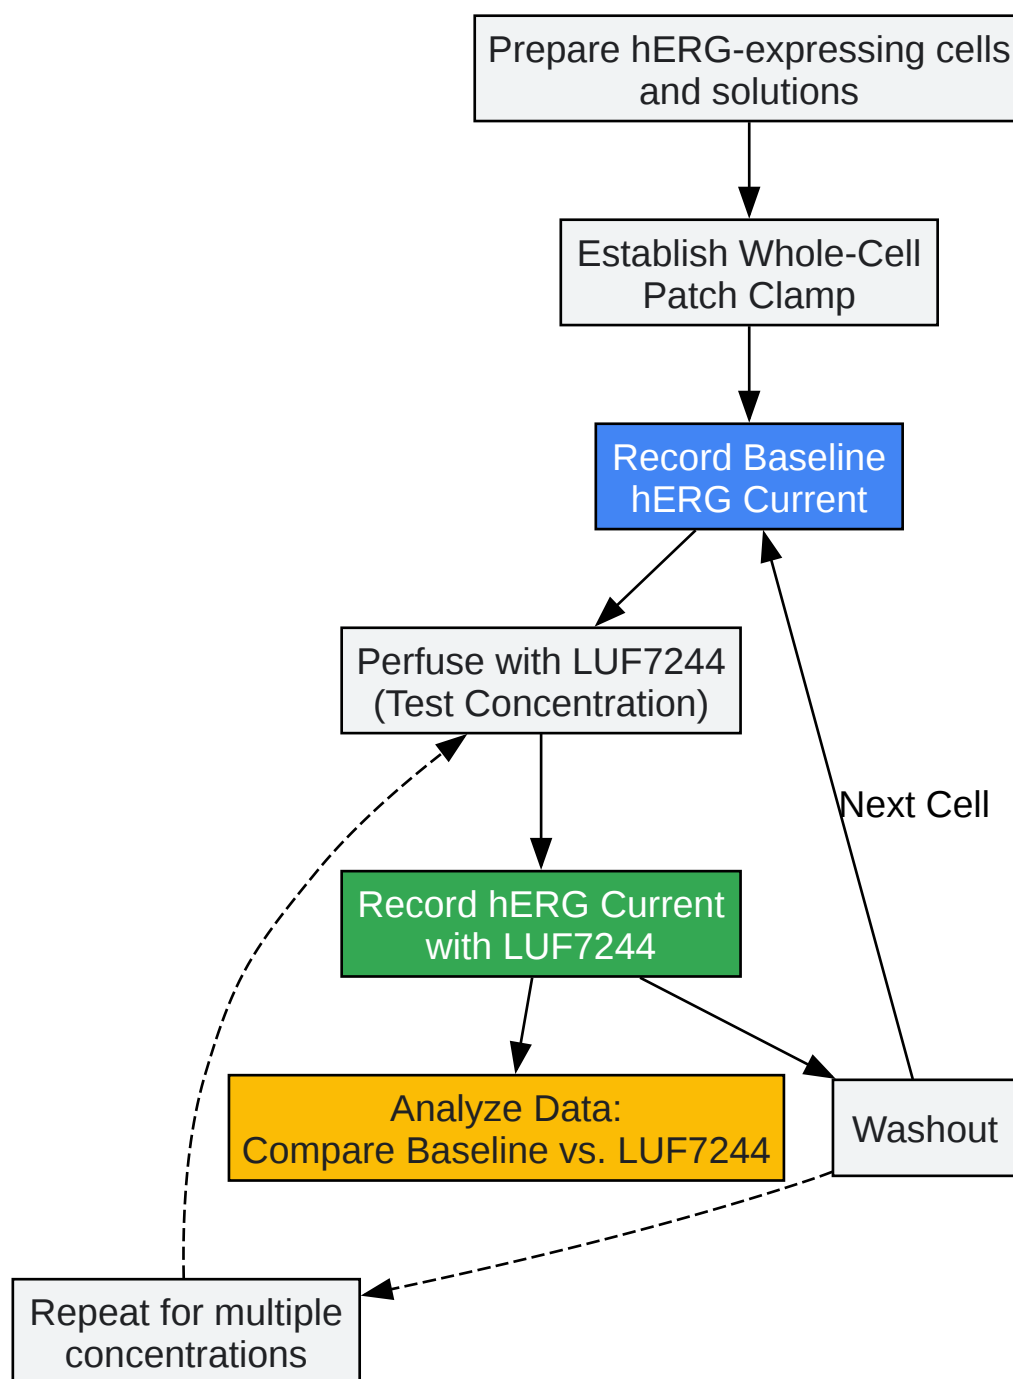 Prepare hERG-expressing cells
and solutions
Establish Whole-Cell
Patch Clamp
Record Baseline
hERG Current
Perfuse with LUF7244
(Test Concentration)
Next Cell
Record hERG Current
with LUF7244
Analyze Data:
Compare Baseline vs. LUF7244
Washout
Repeat for multiple
concentrations